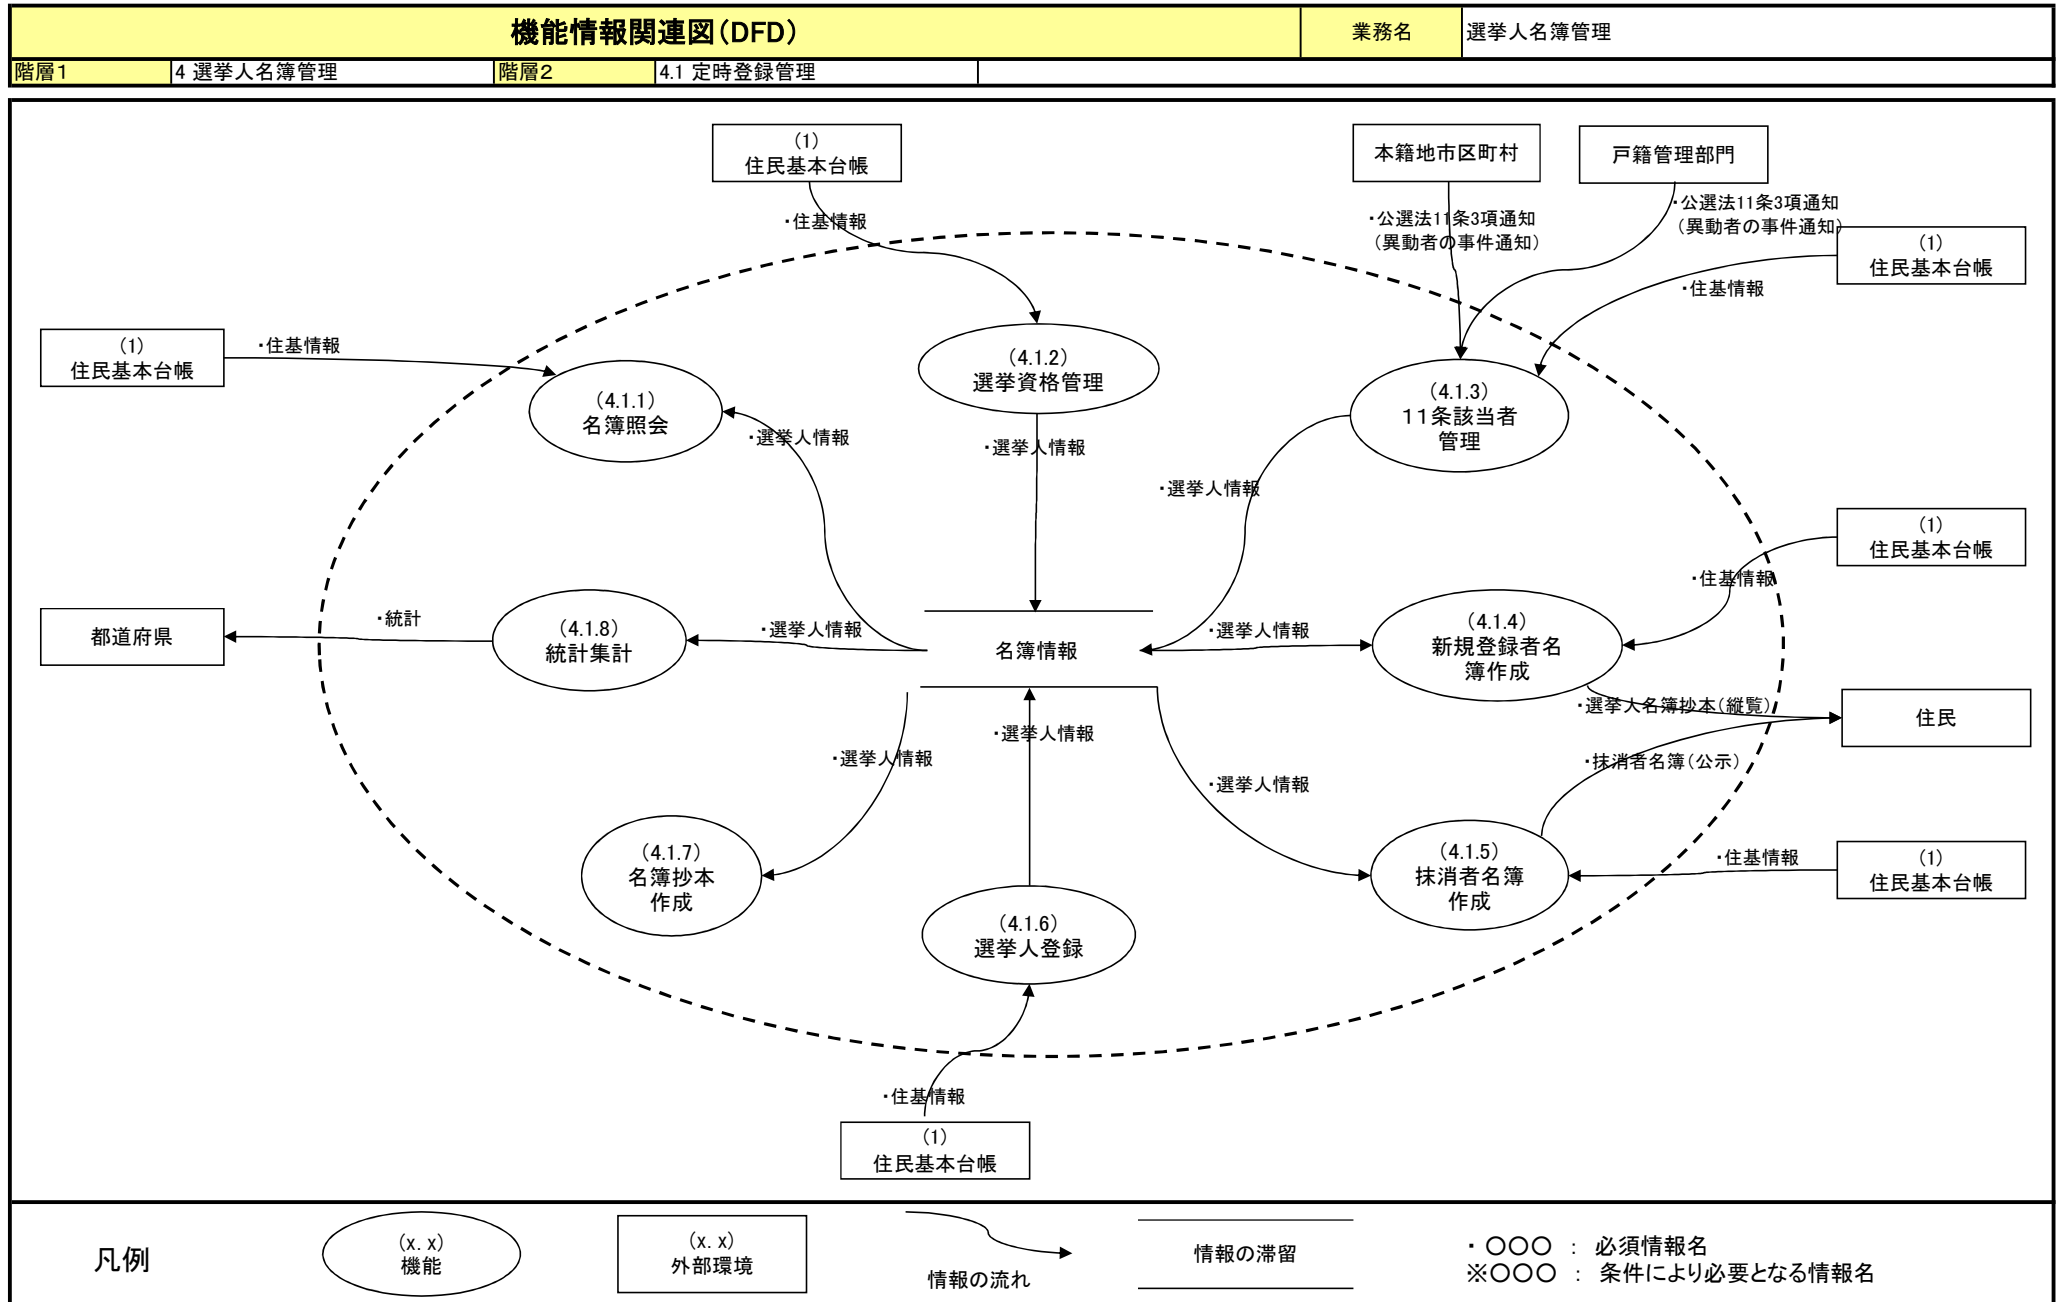 機能情報関連図(DFD)
業務名
選挙人名簿管理
階層1
4 選挙人名簿管理
階層2
4.1 定時登録管理
(1)
住民基本台帳
・住基情報
本籍地市区町村
・公選法11条3項通知
(異動者の事件通知)
戸籍管理部門
・公選法11条3項通知
(異動者の事件通知)
(1)
住民基本台帳
・住基情報
(1)
住民基本台帳
・住基情報
(4.1.1)
名簿照会
・選挙人情報
(4.1.2)
選挙資格管理
・選挙人情報
(4.1.3)
11条該当者
管理
・選挙人情報
(1)
住民基本台帳
・住基情報
都道府県
・統計
(4.1.8)
統計集計
・選挙人情報
名簿情報
・選挙人情報
(4.1.4)
新規登録者名
簿作成
・選挙人名簿抄本(縦覧)
住民
・抹消者名簿(公示)
・選挙人情報
・選挙人情報
・選挙人情報
(4.1.7)
名簿抄本
作成
(4.1.6)
選挙人登録
(4.1.5)
抹消者名簿
作成
・住基情報
(1)
住民基本台帳
・住基情報
(1)
住民基本台帳
凡例
(x.x)
機能
(x.x)
外部環境
情報の流れ
情報の滞留
・ ○○○ : 必須情報名
※○○○ : 条件により必要となる情報名